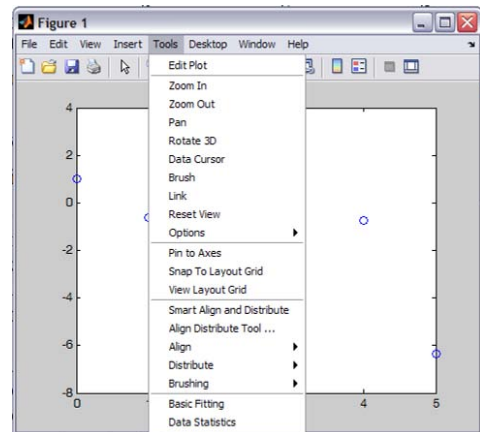 Figure 1
File Edit View Insert Tools Desktop Window Help
Edit Plot
Zoom In
Zoom Out
Pan
Rotate 3D
Data Cursor
Brush
Link
Reset View
Options
Pin to Axes
Snap To Layout Grid
View Layout Grid
Smart Align and Distribute
Align Distribute Tool ...
Align
Distribute
Brushing
Basic Fitting
Data Statistics
4
2
0
-2
-4
-6
-8
0 4 5